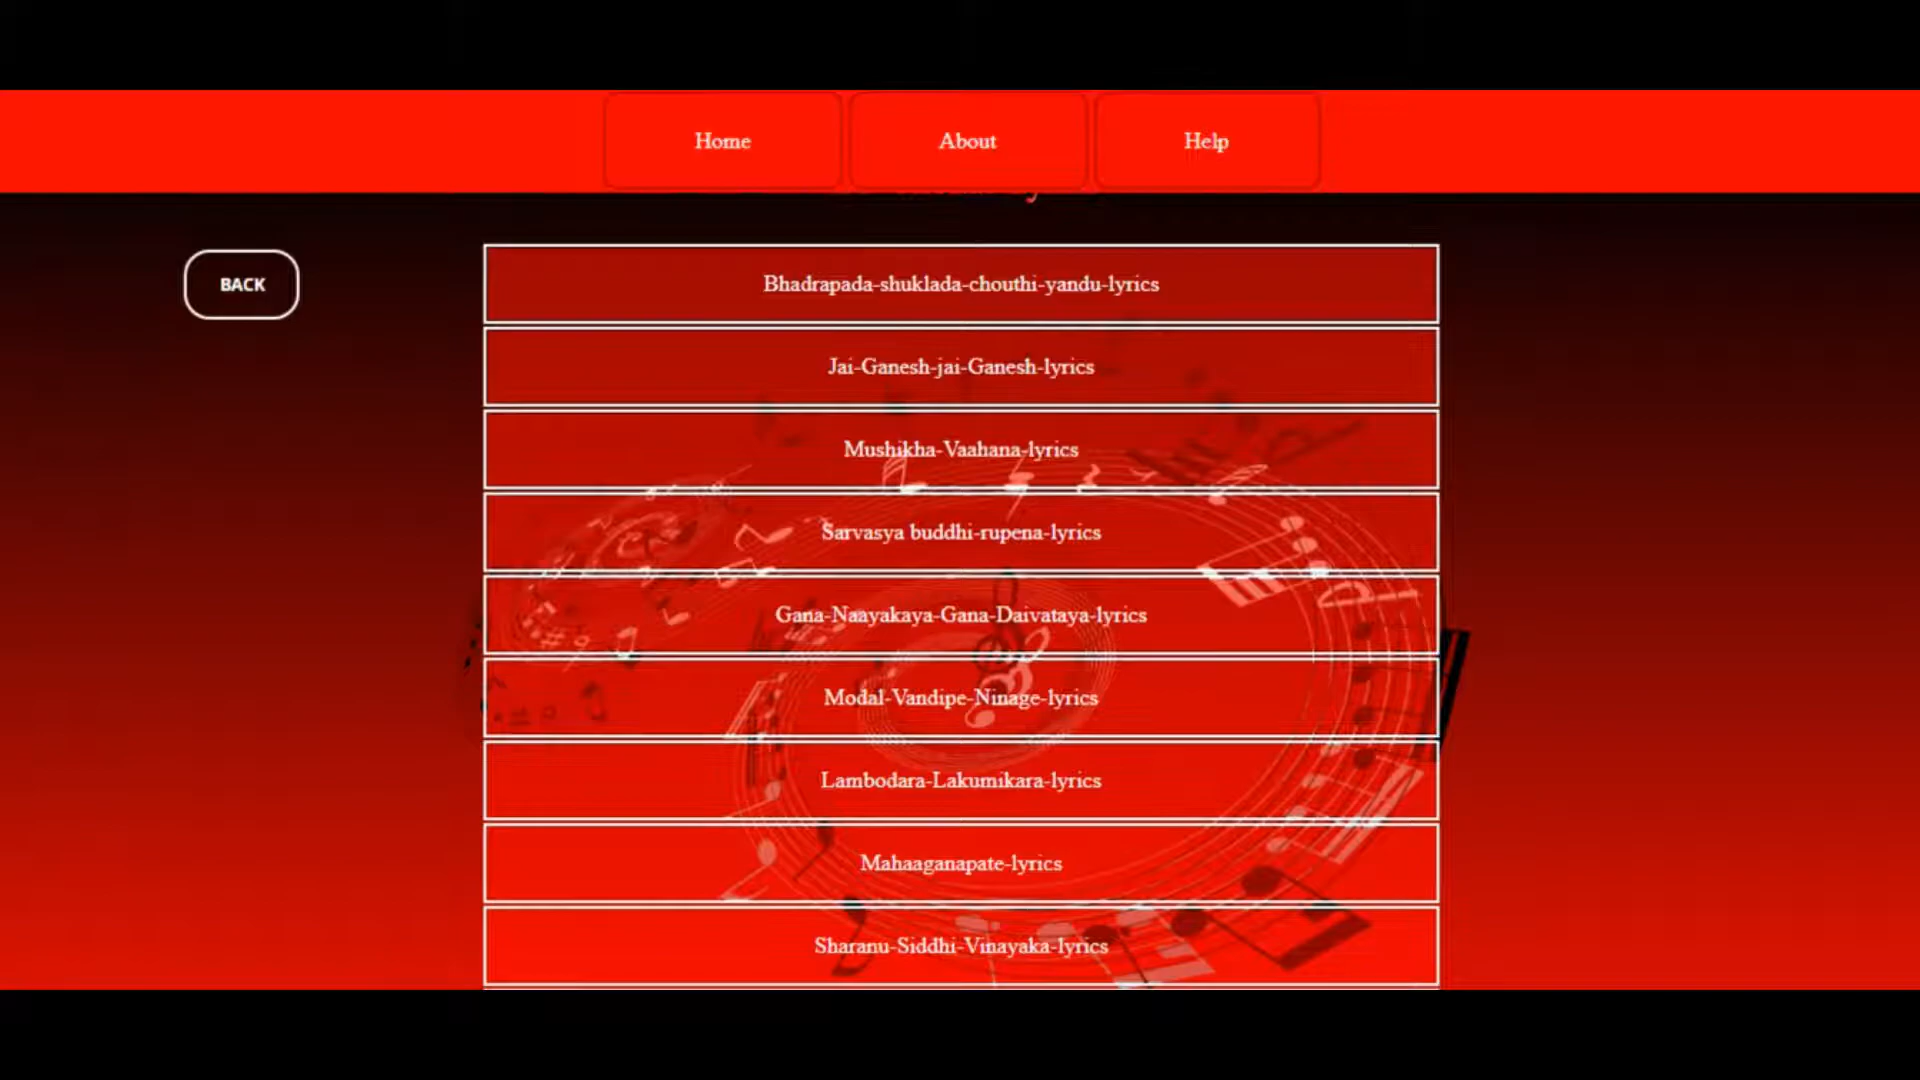 Home About Help
BACK
Bhadrapada-shuklada-chouthi-yandu-lyrics
Jai-Ganesh-jai-Ganesh-lyrics
Mushikha-Vaahana-lyrics
Sarvasya buddhi-rupena-lyrics
Gana-Naayakaya-Gana-Daivataya-lyrics
Modal-Vandipe-Ninage-lyrics
Lambodara-Lakumikara-lyrics
Mahaaganapate-lyrics
Sharanu-Siddhi-Vinayaka-lyrics